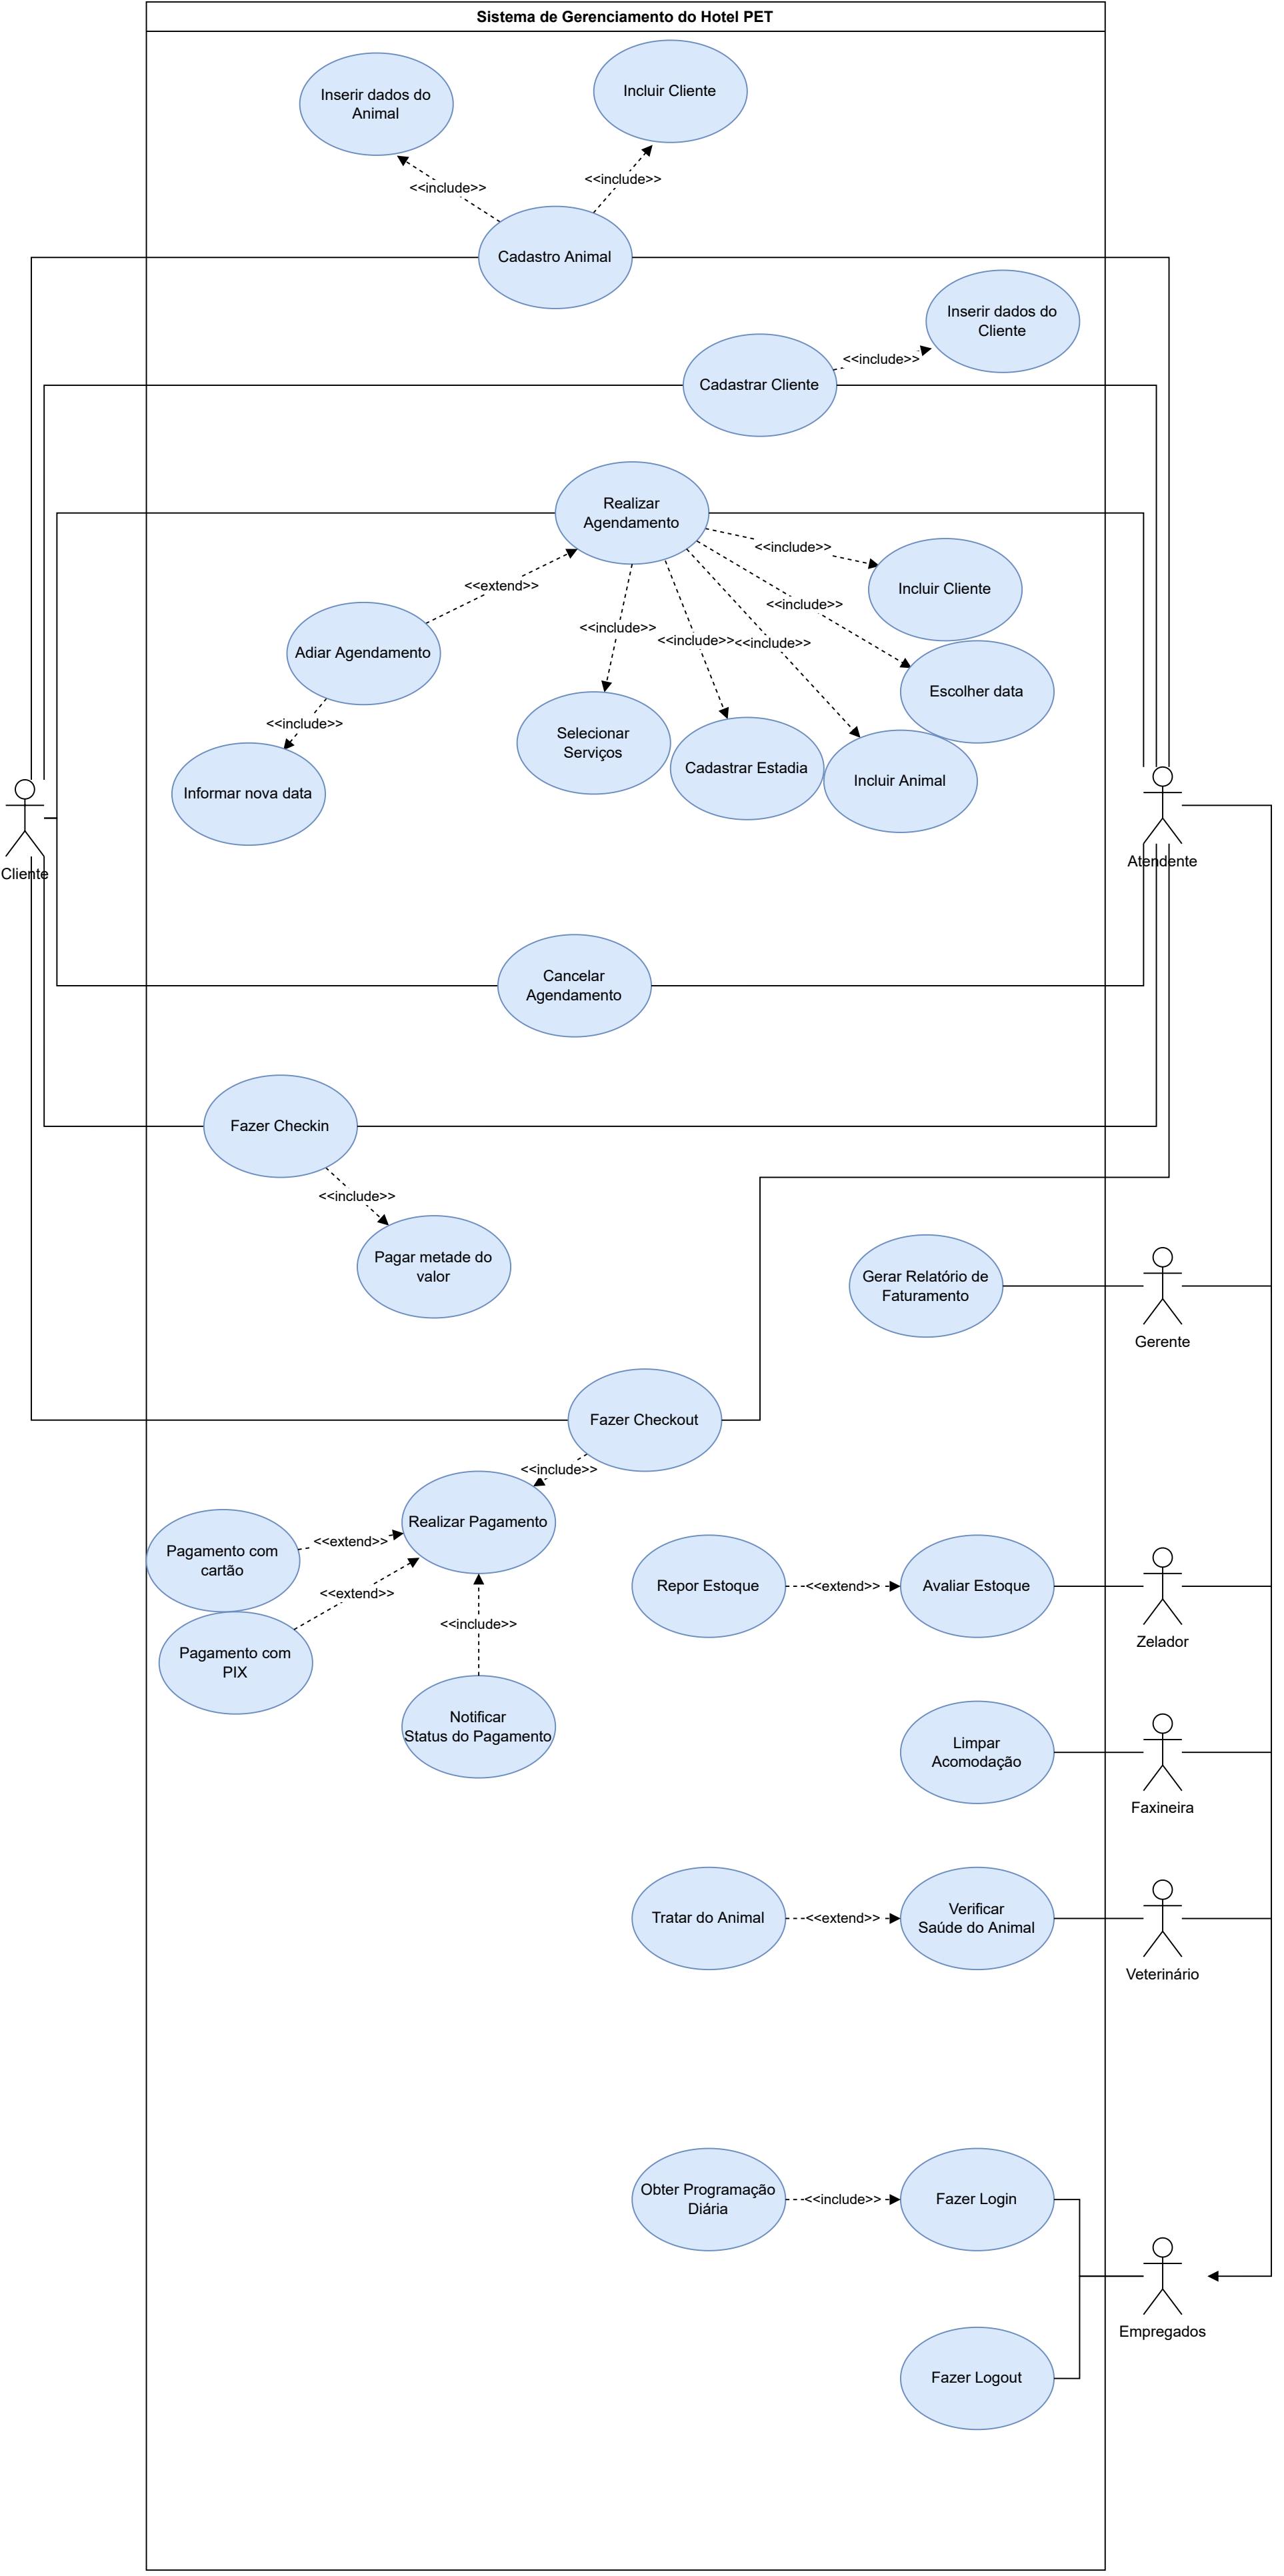 Sistema de Gerenciamento do Hotel PET
Inserir dados do
Animal
Incluir Cliente
<<include>>
<<include>>
Cadastro Animal
Inserir dados do
Cliente
<<include>>
Cadastrar Cliente
Realizar
Agendamento
<<include>>
Incluir Cliente
<<extend>>
<<include>>
<<include>>
<<include>>
<<include>>
Adiar Agendamento
Escolher data
<<include>>
Selecionar
Serviços
Cadastrar Estadia
Incluir Animal
Informar nova data
Cliente
Atendente
Cancelar
Agendamento
Fazer Checkin
<<include>>
Pagar metade do
valor
Gerar Relatório de
Faturamento
Gerente
Fazer Checkout
<<include>>
Realizar Pagamento
Pagamento com
cartão
<<extend>>
<<extend>>
Repor Estoque
<<extend>>
Avaliar Estoque
Zelador
<<include>>
Pagamento com
PIX
Notificar
Status do Pagamento
Limpar
Acomodação
Faxineira
Tratar do Animal
<<extend>>
Verificar
Saúde do Animal
Veterinário
Obter Programação
Diária
<<include>>
Fazer Login
Empregados
Fazer Logout